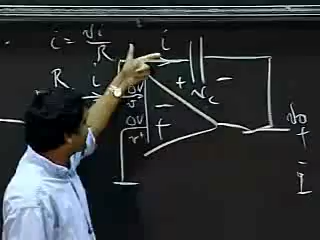 i = vi/R
i
R
i
+ −
vc
0V
v−
−
0V
v+
+
vo
+
−